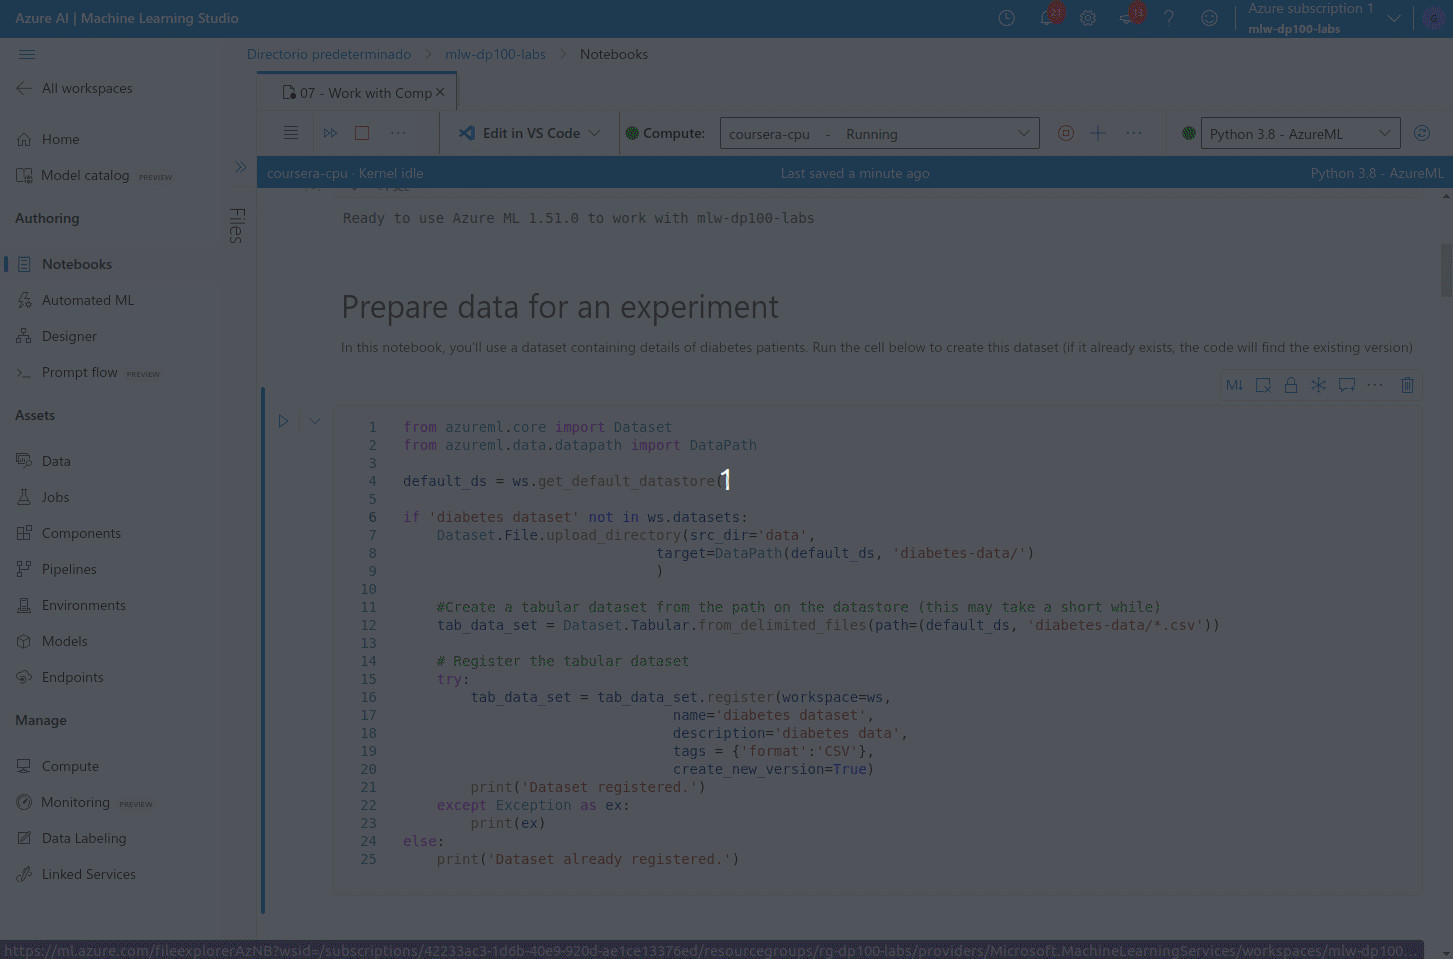 Azure AI | Machine Learning Studio
21
13
?
Azure subscription 1
mlw-dp100-labs
G
Directorio predeterminado > mlw-dp100-labs > Notebooks
All workspaces
Home
Model catalog PREVIEW
Authoring
Notebooks
Automated ML
Designer
Prompt flow PREVIEW
Assets
Data
Jobs
Components
Pipelines
Environments
Models
Endpoints
Manage
Compute
Monitoring PREVIEW
Data Labeling
Linked Services
Files
07 - Work with Comp
Edit in VS Code
Compute:
coursera-cpu - Running
Python 3.8 - AzureML
coursera-cpu · Kernel idle
Last saved a minute ago
Python 3.8 - AzureML
Ready to use Azure ML 1.51.0 to work with mlw-dp100-labs
Prepare data for an experiment
In this notebook, you'll use a dataset containing details of diabetes patients. Run the cell below to create this dataset (if it already exists, the code will find the existing version)
M↓
1 from azureml.core import Dataset
2 from azureml.data.datapath import DataPath
3
4 default_ds = ws.get_default_datastore(
1
5
6 if 'diabetes dataset' not in ws.datasets:
7 Dataset.File.upload_directory(src_dir='data',
8 target=DataPath(default_ds, 'diabetes-data/')
9 )
10
11 #Create a tabular dataset from the path on the datastore (this may take a short while)
12 tab_data_set = Dataset.Tabular.from_delimited_files(path=(default_ds, 'diabetes-data/*.csv'))
13
14 # Register the tabular dataset
15 try:
16 tab_data_set = tab_data_set.register(workspace=ws,
17 name='diabetes dataset',
18 description='diabetes data',
19 tags = {'format':'CSV'},
20 create_new_version=True)
21 print('Dataset registered.')
22 except Exception as ex:
23 print(ex)
24 else:
25 print('Dataset already registered.')
https://ml.azure.com/fileexplorerAzNB?wsid=/subscriptions/42233ac3-1d6b-40e9-920d-ae1ce13376ed/resourcegroups/rg-dp100-labs/providers/Microsoft.MachineLearningServices/workspaces/mlw-dp100...